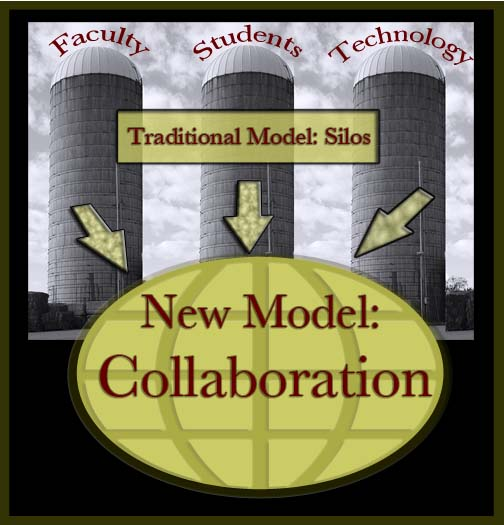 Faculty Students Technology
Traditional Model: Silos
New Model:
Collaboration